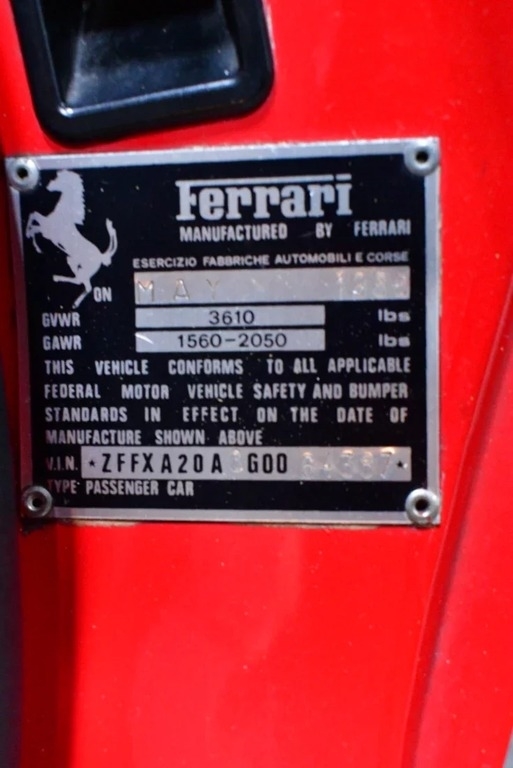 Ferrari
MANUFACTURED BY FERRARI
ESERCIZIO FABBRICHE AUTOMOBILI E CORSE
ON MAY
GVWR 3610 lbs
GAWR 1560-2050 lbs
THIS VEHICLE CONFORMS TO ALL APPLICABLE
FEDERAL MOTOR VEHICLE SAFETY AND BUMPER
STANDARDS IN EFFECT ON THE DATE OF
MANUFACTURE SHOWN ABOVE
V.I.N.
TYPE PASSENGER CAR